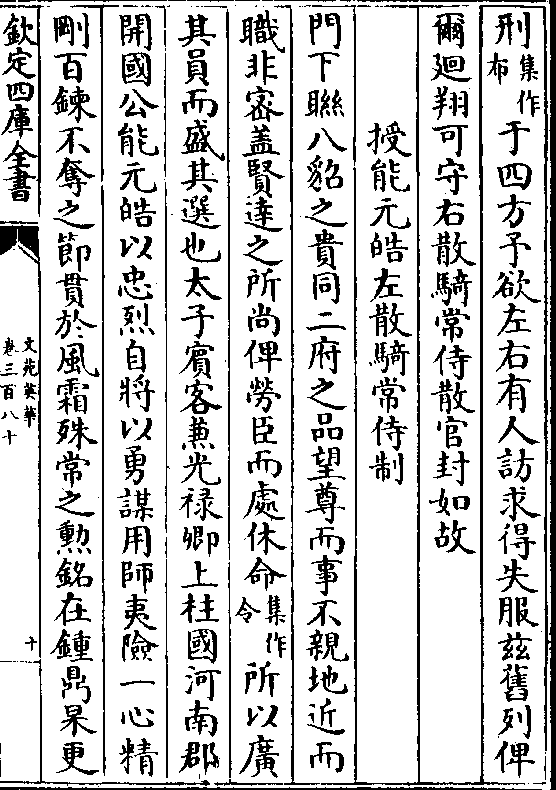 刑集作布于四方予欲左右有人訪求得失服兹舊列俾
爾廻翔可守右散騎常侍散官封如故
授能元皓左散騎常侍制
門下聯八貂之貴同二府之品望尊而事不親地近而
職非密盖賢達之所尚俾勞臣而處休命集作令所以廣
其員而盛其選也太子賓客兼光禄卿上柱國河南郡
開國公能元皓以忠烈自將以勇謀用師夷險一心精
剛百鍊不奪之節貫於風霜殊常之勲銘在鍾鼎杲更
欽定四庫全書
文苑英華
卷三百八十
十